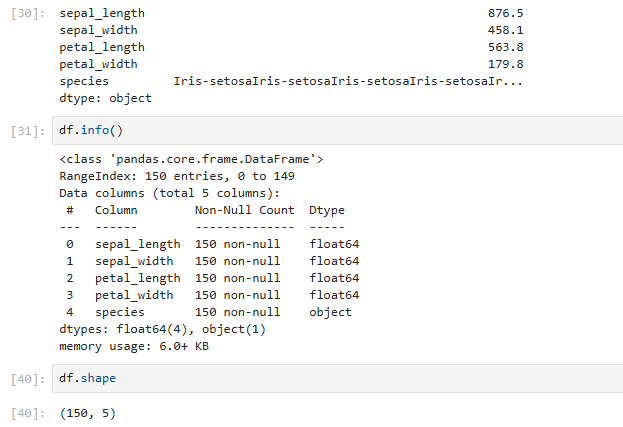 [30]: sepal_length                                              876.5
sepal_width                                               458.1
petal_length                                              563.8
petal_width                                               179.8
species         Iris-setosaIris-setosaIris-setosaIris-setosaIr...
dtype: object
[31]: df.info()
<class 'pandas.core.frame.DataFrame'>
RangeIndex: 150 entries, 0 to 149
Data columns (total 5 columns):
 #   Column        Non-Null Count  Dtype
---  ------        --------------  -----
 0   sepal_length  150 non-null    float64
 1   sepal_width   150 non-null    float64
 2   petal_length  150 non-null    float64
 3   petal_width   150 non-null    float64
 4   species       150 non-null    object
dtypes: float64(4), object(1)
memory usage: 6.0+ KB
[40]: df.shape
[40]: (150, 5)